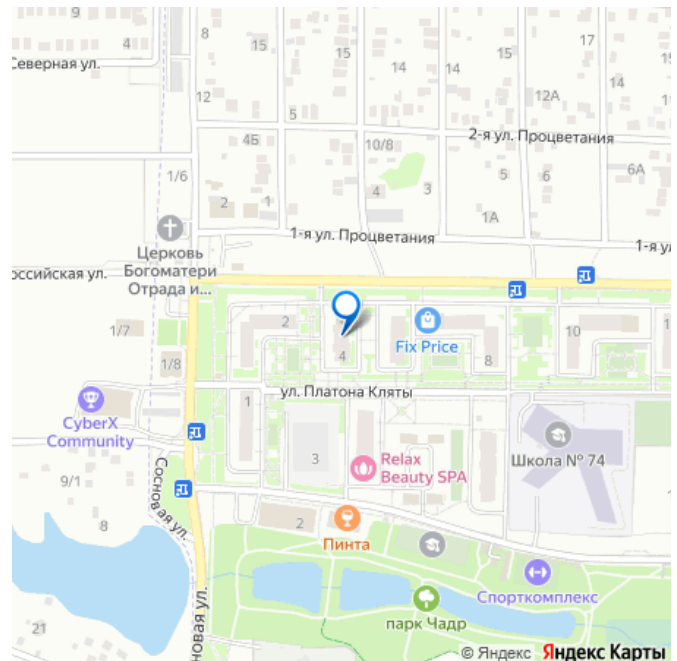 9
4
8
15
15
14
14
17
15
11
Северная ул.
12
5
14
12А
13
4Б
10/8
2-я ул. Процветания
1/6
2
1
4
3
5
6
6А
1А
1-я ул. Процветания
1-я у
Церковь
Богоматери
Отрада и...
оссийская ул.
2
Fix Price
10
1
1/7
4
8
1/8
ул. Платона Кляты
CyberX
Community
1
3
Relax
Beauty SPA
Школа № 74
9/1
8
Сосновая ул.
2
Пинта
Спорткомплекс
парк Чадр
новая ул.
21
© Яндекс Яндекс Карты